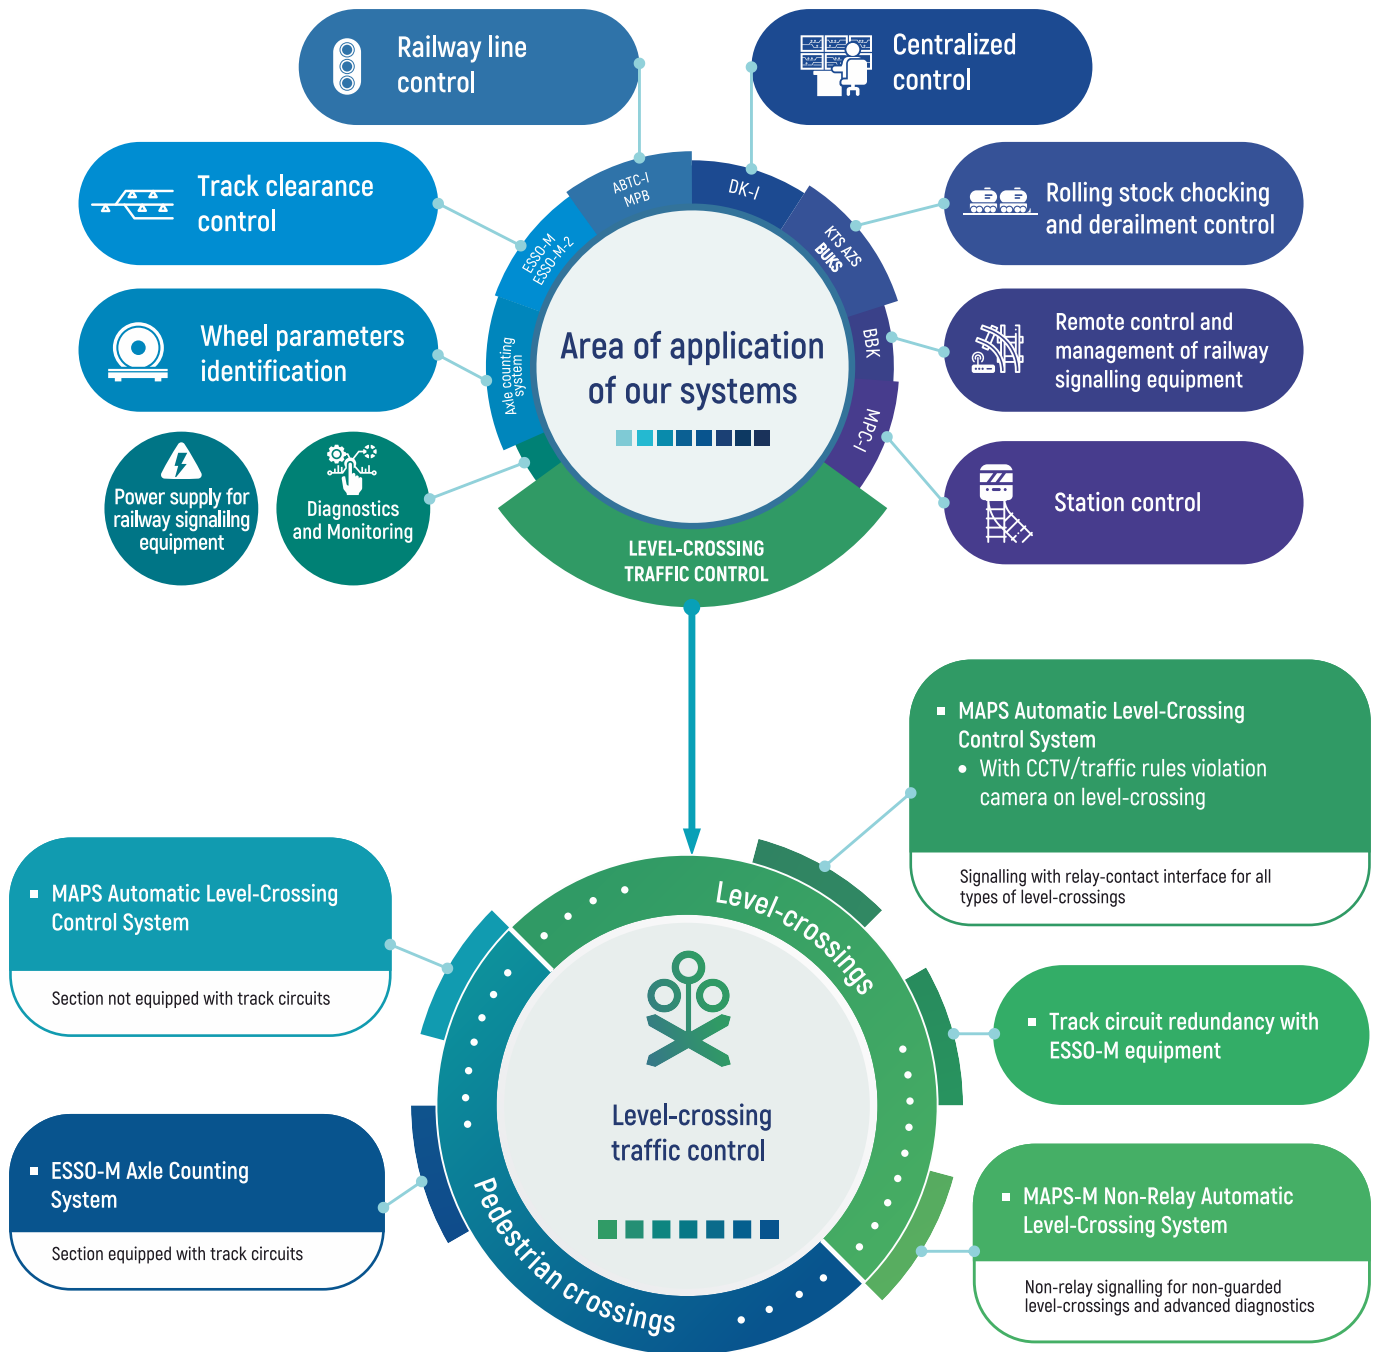 Railway line
control
Centralized
control
Track clearance
control
Rolling stock chocking
and derailment control
Wheel parameters
identification
Remote control and
management of railway
signalling equipment
Power supply for
railway signalilng
equipment
Diagnostics
and Monitoring
Station control
ABTC-I
MPB
DK-I
ESSO-M
ESSO-M-2
KTS AZS
BUKS
Axle counting
system
BBK
MPC-I
Area of application
of our systems
LEVEL-CROSSING
TRAFFIC CONTROL
MAPS Automatic Level-Crossing
Control System
With CCTV/traffic rules violation
camera on level-crossing
Signalling with relay-contact interface for all
types of level-crossings
MAPS Automatic Level-Crossing
Control System
Section not equipped with track circuits
Level-crossings
Track circuit redundancy with
ESSO-M equipment
Level-crossing
traffic control
ESSO-M Axle Counting
System
Section equipped with track circuits
Pedestrian crossings
MAPS-M Non-Relay Automatic
Level-Crossing System
Non-relay signalling for non-guarded
level-crossings and advanced diagnostics